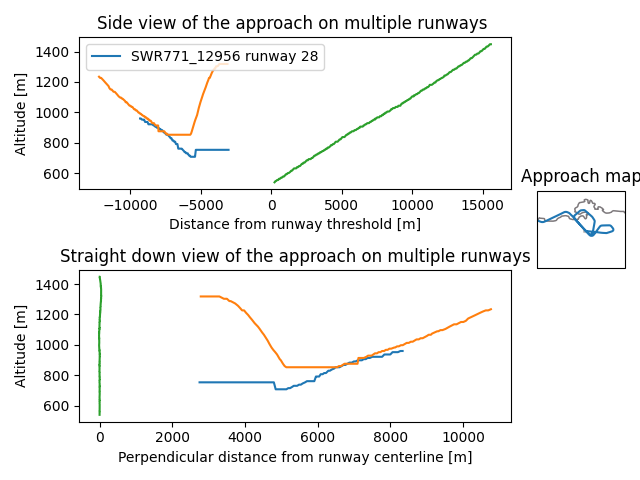 Side view of the approach on multiple runways
1400
1200
1000
800
600
Altitude [m]
SWR771_12956 runway 28
−10000 −5000 0 5000 10000 15000
Distance from runway threshold [m]
Approach map
Straight down view of the approach on multiple runways
1400
1200
1000
800
600
Altitude [m]
0 2000 4000 6000 8000 10000
Perpendicular distance from runway centerline [m]